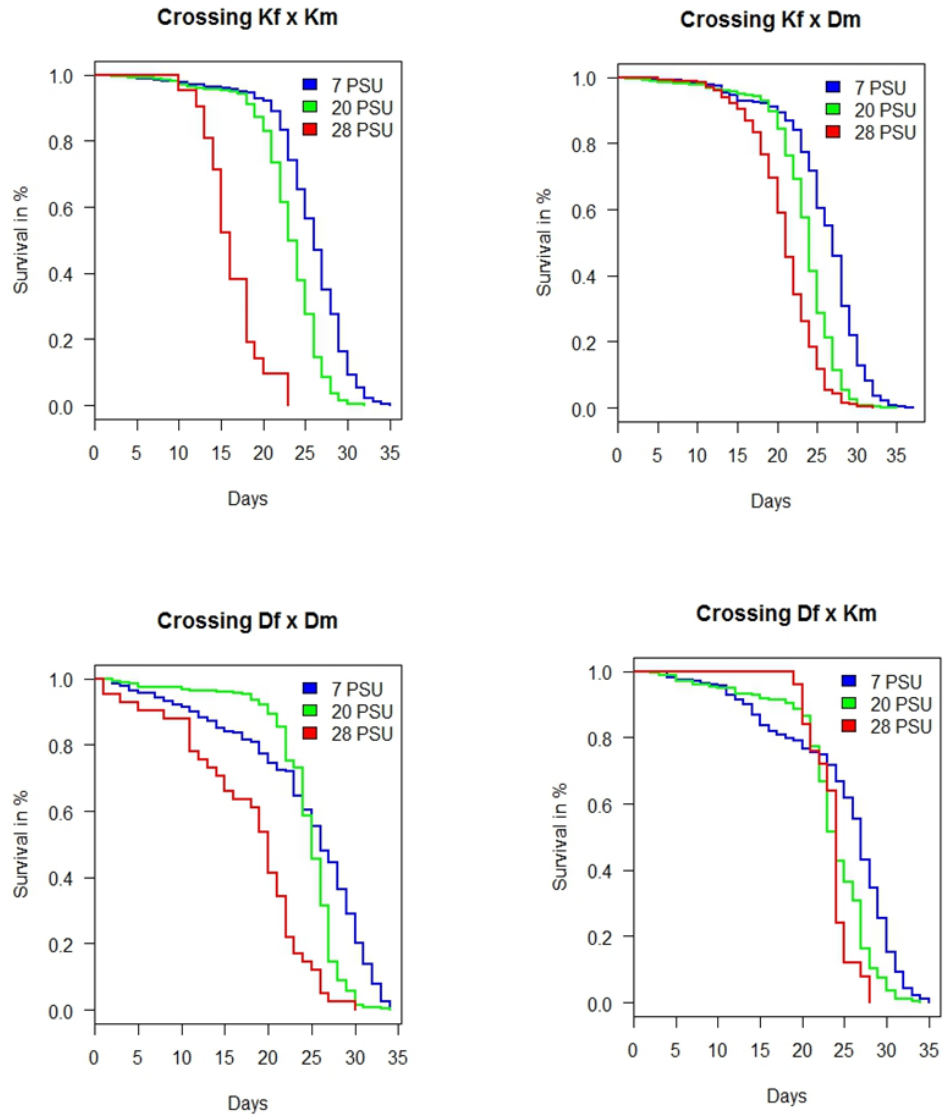 Crossing Kf x Km
1.0
0.8
0.6
0.4
0.2
0.0
Survival in %
7 PSU
20 PSU
28 PSU
0 5 10 15 20 25 30 35
Days
Crossing Kf x Dm
1.0
0.8
0.6
0.4
0.2
0.0
Survival in %
7 PSU
20 PSU
28 PSU
0 5 10 15 20 25 30 35
Days
Crossing Df x Dm
1.0
0.8
0.6
0.4
0.2
0.0
Survival in %
7 PSU
20 PSU
28 PSU
0 5 10 15 20 25 30 35
Days
Crossing Df x Km
1.0
0.8
0.6
0.4
0.2
0.0
Survival in %
7 PSU
20 PSU
28 PSU
0 5 10 15 20 25 30 35
Days